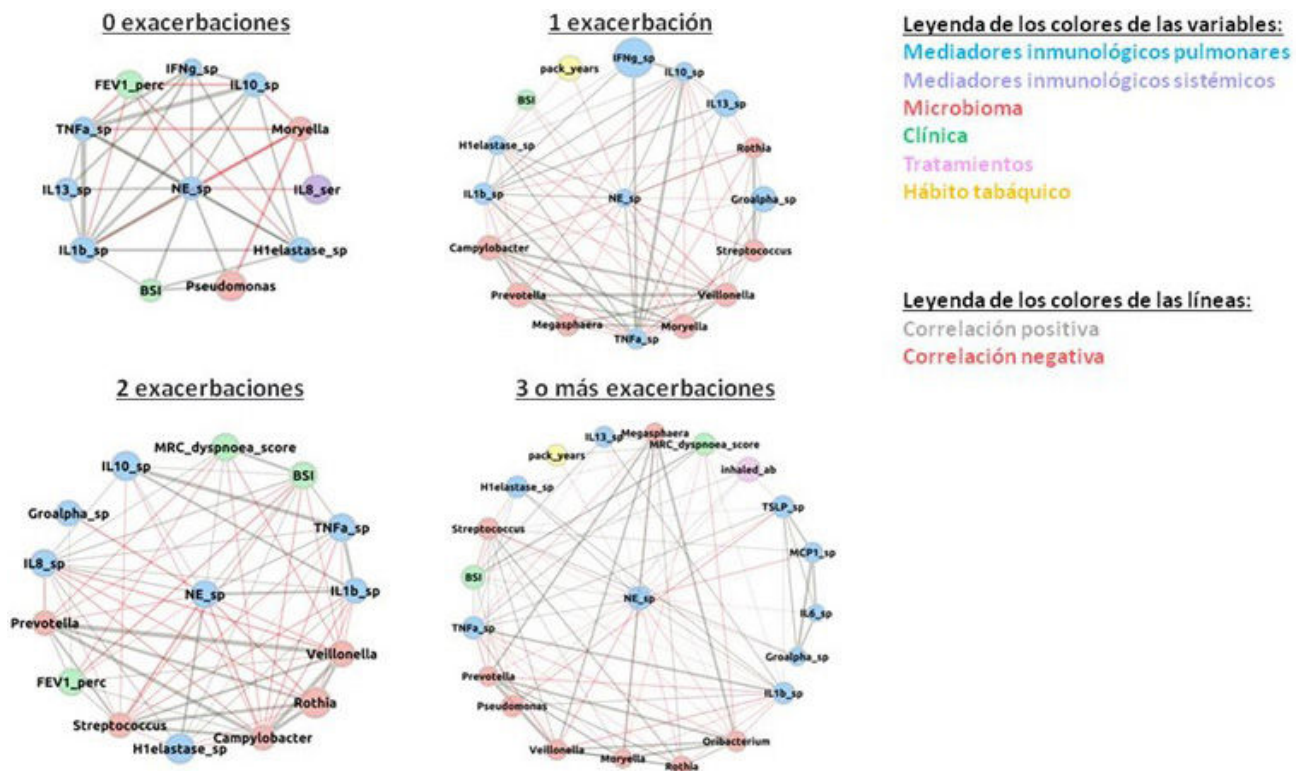 0 exacerbaciones
IFNg_sp
FEV1_perc
IL10_sp
TNFa_sp
Moryella
IL13_sp
NE_sp
IL8_ser
IL1b_sp
H1elastase_sp
BSI
Pseudomonas
1 exacerbación
IFNg_sp
pack_years
IL10_sp
BSI
IL13_sp
H1elastase_sp
Rothia
IL1b_sp
NE_sp
Groalpha_sp
Campylobacter
Streptococcus
Prevotella
Veillonella
Megasphaera
Moryella
TNFa_sp
Leyenda de los colores de las variables:
Mediadores inmunológicos pulmonares
Mediadores inmunológicos sistémicos
Microbioma
Clínica
Tratamientos
Hábito tabáquico
Leyenda de los colores de las líneas:
Correlación positiva
Correlación negativa
2 exacerbaciones
MRC_dyspnoea_score
IL10_sp
BSI
Groalpha_sp
TNFa_sp
IL8_sp
NE_sp
IL1b_sp
Prevotella
Veillonella
FEV1_perc
Rothia
Streptococcus
Campylobacter
H1elastase_sp
3 o más exacerbaciones
Megasphaera
IL13_sp
MRC_dyspnoea_score
pack_years
inhaled_ab
H1elastase_sp
TSLP_sp
Streptococcus
MCP1_sp
BSI
NE_sp
IL6_sp
TNFa_sp
Groalpha_sp
Prevotella
IL1b_sp
Pseudomonas
Oribacterium
Veillonella
Moryella
Rothia